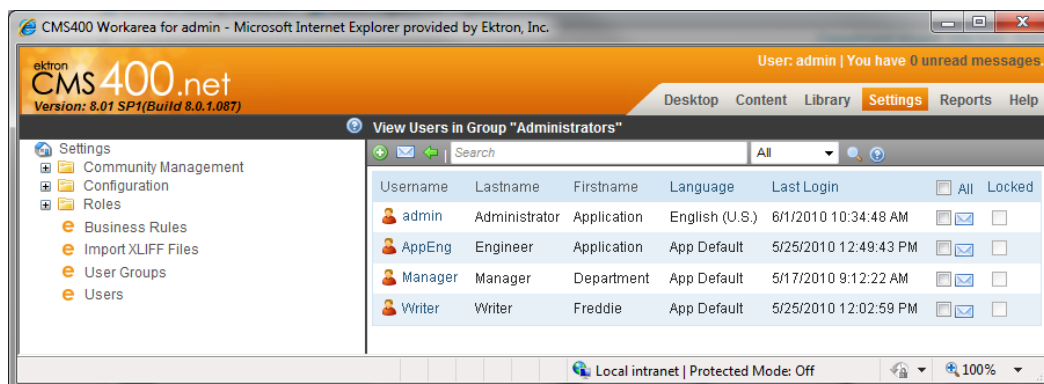 CMS400 Workarea for admin - Microsoft Internet Explorer provided by Ektron, Inc.
ektron
CMS400.net
Version: 8.01 SP1(Build 8.0.1.087)
User: admin | You have 0 unread messages.
Desktop Content Library Settings Reports Help
View Users in Group "Administrators"
Settings
Community Management
Configuration
Roles
Business Rules
Import XLIFF Files
User Groups
Users
Search All
Username Lastname Firstname Language Last Login All Locked
admin Administrator Application English (U.S.) 6/1/2010 10:34:48 AM
AppEng Engineer Application App Default 5/25/2010 12:49:43 PM
Manager Manager Department App Default 5/17/2010 9:12:22 AM
Writer Writer Freddie App Default 5/25/2010 12:02:59 PM
Local intranet | Protected Mode: Off 100%